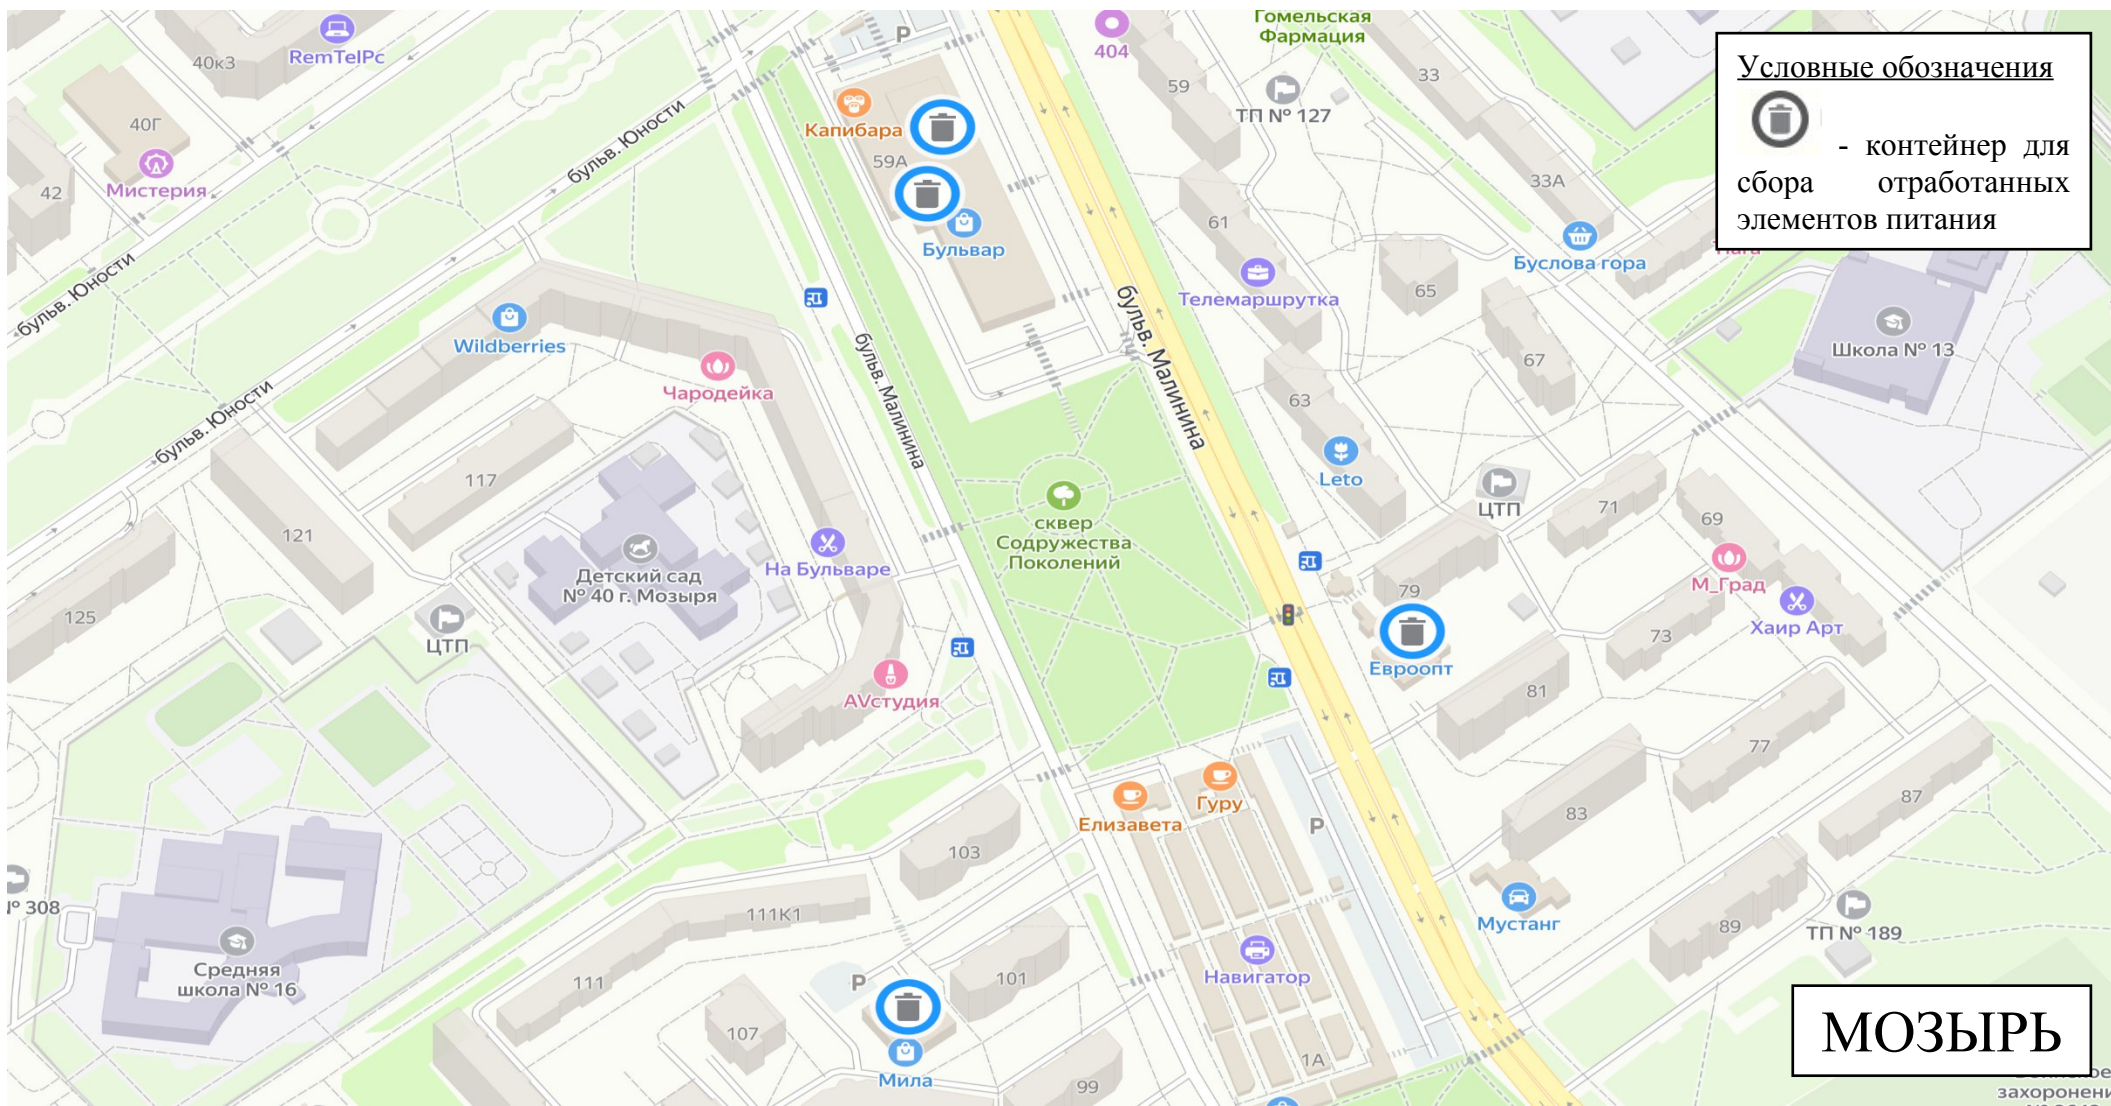 RemTelPc
40к3
40Г
Мистерия
42
бульв. Юности
бульв. Юности
бульв. Юности
P
Капибара
59А
Бульвар
404
59
Гомельская
Фармация
ТП № 127
33
33А
61
Телемаршрутка
65
Буслова гора
67
Условные обозначения
- контейнер для
сбора отработанных
элементов питания
Школа № 13
Wildberries
Чародейка
бульв. Малинина
бульв. Малинина
63
Leto
ЦТП
71
69
М_Град
Хаир Арт
73
117
121
125
ЦТП
Детский сад
№ 40 г. Мозыря
На Бульваре
AVстудия
сквер
Содружества
Поколений
79
Евроопт
81
77
83
87
Елизавета
Гуру
P
103
111К1
111
101
P
107
Мила
99
Навигатор
1А
Мустанг
89
ТП № 189
№ 308
Средняя
школа № 16
МОЗЫРЬ
захоронени